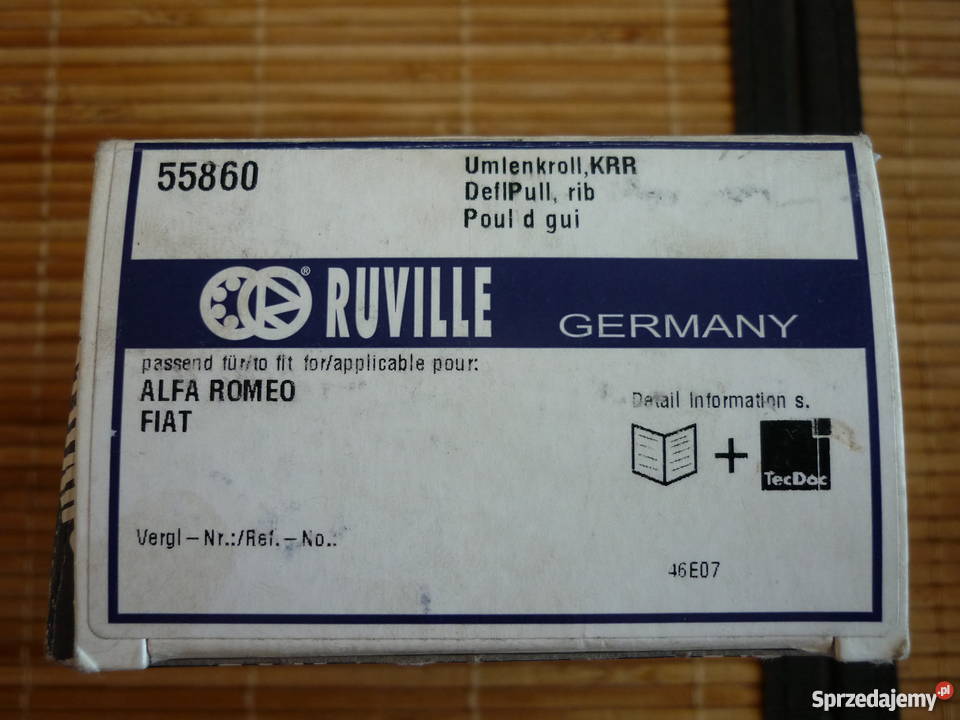 55860
Umlenkroll,KRR
DeflPull, rib
Poul d gui
RUVILLE®
GERMANY
passend für/to fit for/applicable pour:
ALFA ROMEO
FIAT
Detail Information s.
+
TecDoc
Vergl-Nr.:/Ref.-No.:
46E07
Sprzedajemy.pl